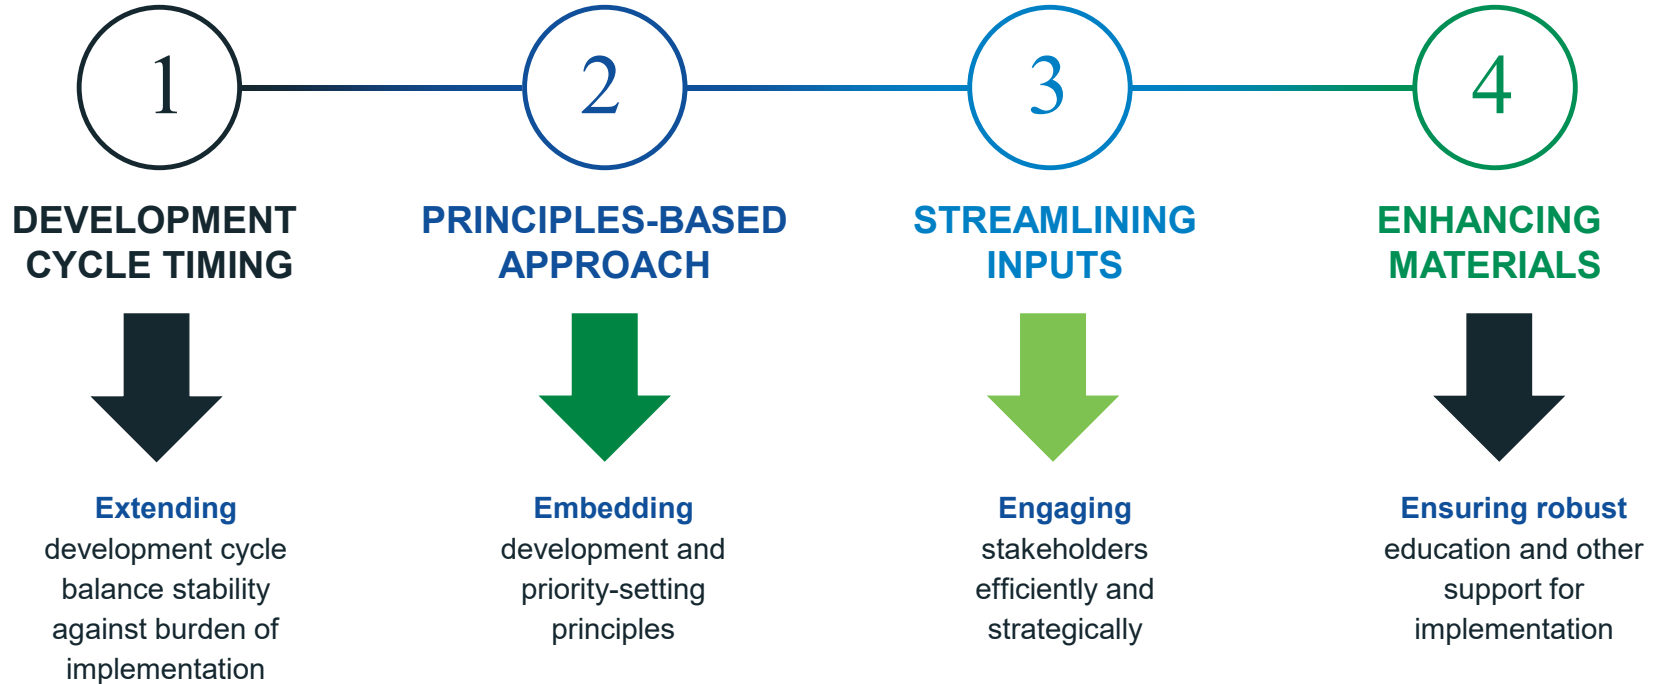 1
DEVELOPMENT
CYCLE TIMING
Extending
development cycle
balance stability
against burden of
implementation
2
PRINCIPLES-BASED
APPROACH
Embedding
development and
priority-setting
principles
3
STREAMLINING
INPUTS
Engaging
stakeholders
efficiently and
strategically
4
ENHANCING
MATERIALS
Ensuring robust
education and other
support for
implementation